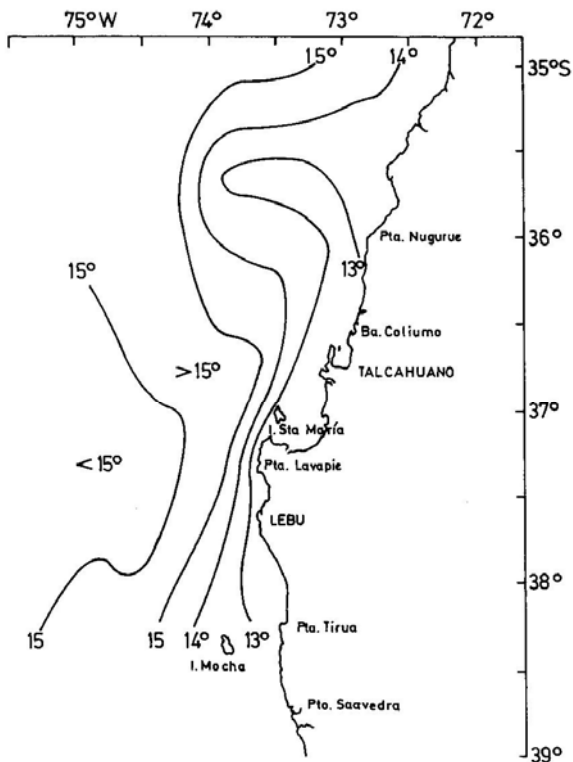 75°W 74° 73° 72°
15° 14°
35°S
Pta. Nugurue
36°
13°
15°
Ba. Coliumo
>15°
TALCAHUANO
37°
I. Sta María
<15°
Pta. Lavapie
LEBU
38°
15 15 14° 13°
Pta. Tirua
I. Mocha
Pto. Saavedra
39°